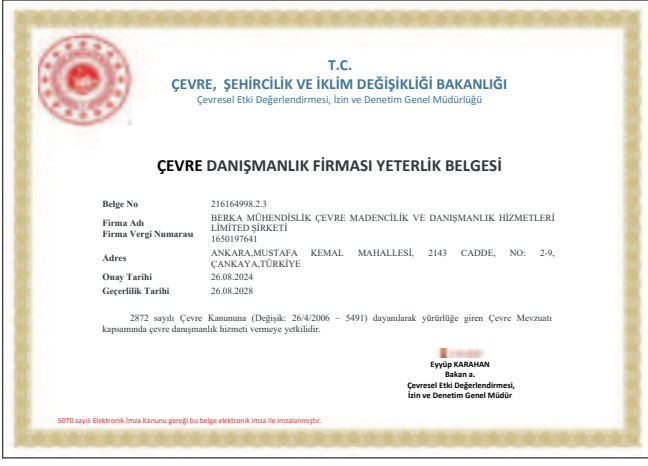 T.C.
ÇEVRE, ŞEHİRCİLİK VE İKLİM DEĞİŞİKLİĞİ BAKANLIĞI
Çevresel Etki Değerlendirmesi, İzin ve Denetim Genel Müdürlüğü
ÇEVRE DANIŞMANLIK FİRMASI YETERLİK BELGESİ
Belge No 216164998.2.3
Firma Adı BERKA MÜHENDİSLİK ÇEVRE MADENCİLİK VE DANIŞMANLIK HİZMETLERİ
LİMİTED ŞİRKETİ
Firma Vergi Numarası 1650197641
Adres ANKARA,MUSTAFA KEMAL MAHALLESİ, 2143 CADDE, NO: 2-9,
ÇANKAYA,TÜRKİYE
Onay Tarihi 26.08.2024
Geçerlilik Tarihi 26.08.2028
2872 sayılı Çevre Kanununa (Değişik: 26/4/2006 – 5491) dayanılarak yürürlüğe giren Çevre Mevzuatı
kapsamında çevre danışmanlık hizmeti vermeye yetkilidir.
Eyyüp KARAHAN
Bakan a.
Çevresel Etki Değerlendirmesi,
İzin ve Denetim Genel Müdür
5070 sayılı Elektronik İmza Kanunu gereği bu belge elektronik imza ile imzalanmıştır.